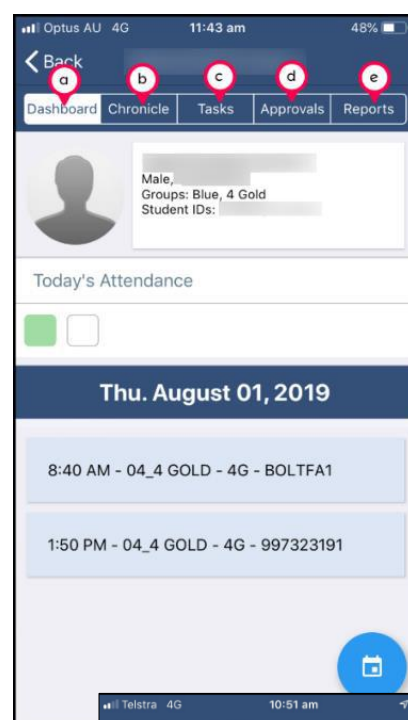 Optus AU 4G 11:43 am 48%
Back
a b c d e
Dashboard Chronicle Tasks Approvals Reports
Male,
Groups: Blue, 4 Gold
Student IDs:
Today's Attendance
Thu. August 01, 2019
8:40 AM - 04_4 GOLD - 4G - BOLTFA1
1:50 PM - 04_4 GOLD - 4G - 997323191
Telstra 4G 10:51 am